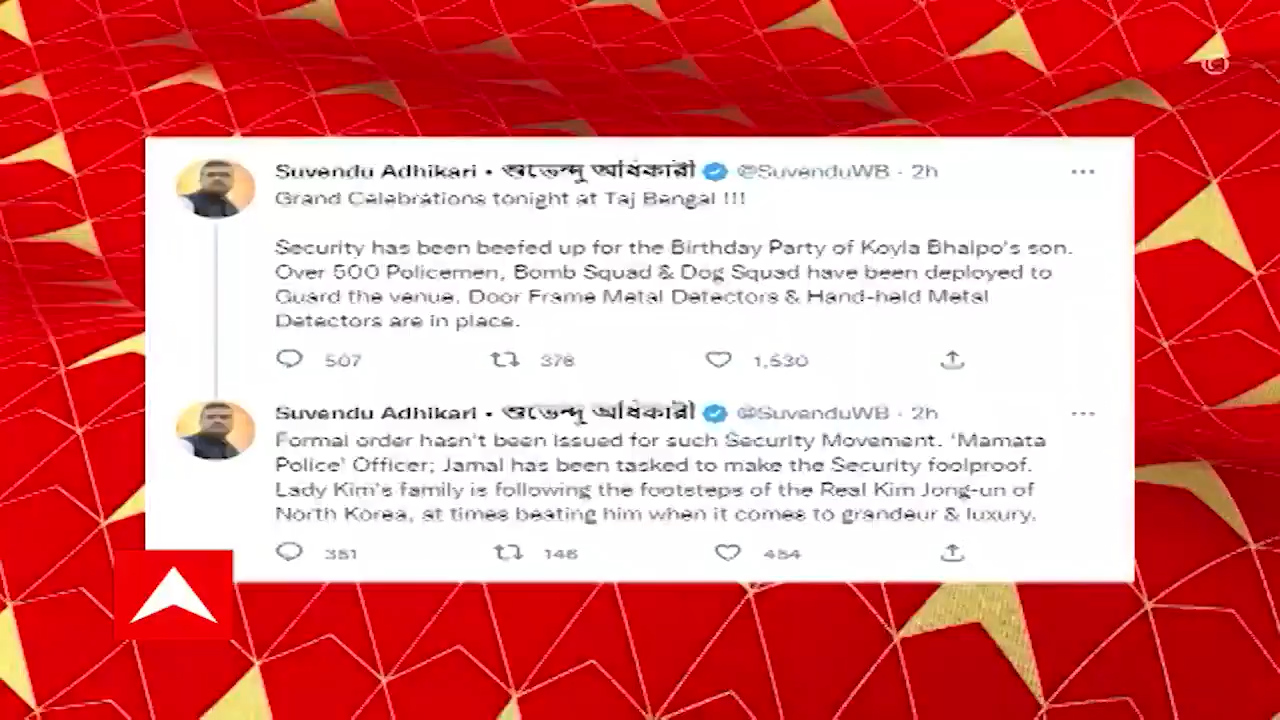 Suvendu Adhikari • শুভেন্দু অধিকারী @SuvenduWB · 2h
Grand Celebrations tonight at Taj Bengal !!!
Security has been beefed up for the Birthday Party of Koyla Bhaipo's son.
Over 500 Policemen, Bomb Squad & Dog Squad have been deployed to
Guard the venue. Door Frame Metal Detectors & Hand-held Metal
Detectors are in place.
507 378 1,530
Suvendu Adhikari • শুভেন্দু অধিকারী @SuvenduWB · 2h
Formal order hasn't been issued for such Security Movement. 'Mamata
Police' Officer; Jamal has been tasked to make the Security foolproof.
Lady Kim's family is following the footsteps of the Real Kim Jong-un of
North Korea, at times beating him when it comes to grandeur & luxury.
351 146 454